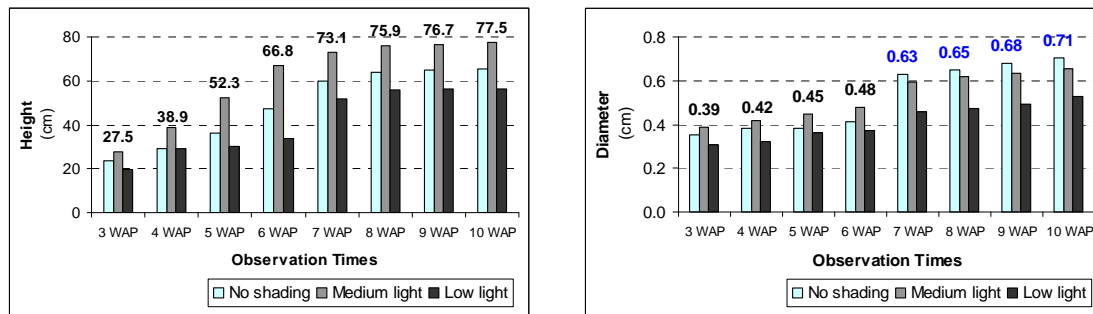 80
60
40
20
0
Height
(cm)
27.5
38.9
52.3
66.8
73.1
75.9
76.7
77.5
3 WAP 4 WAP 5 WAP 6 WAP 7 WAP 8 WAP 9 WAP 10 WAP
Observation Times
No shading Medium light Low light
0.8
0.6
0.4
0.2
0.0
Diameter
(cm)
0.39
0.42
0.45
0.48
0.63
0.65
0.68
0.71
3 WAP 4 WAP 5 WAP 6 WAP 7 WAP 8 WAP 9 WAP 10 WAP
Observation Times
No shading Medium light Low light